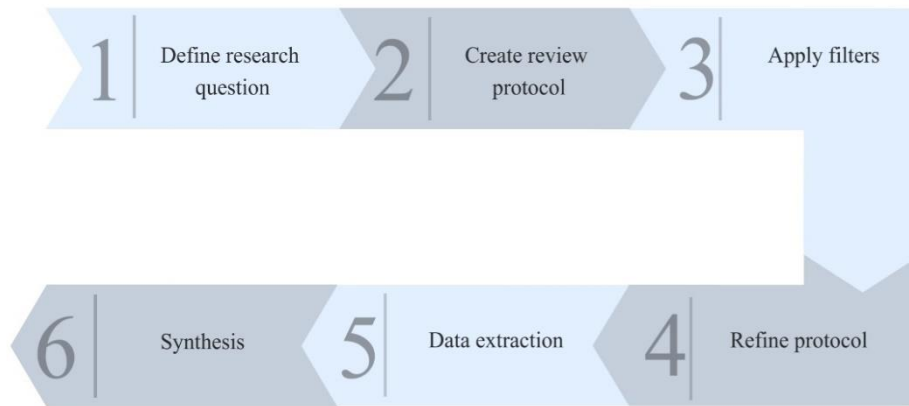 1
Define research
question
2
Create review
protocol
3
Apply filters
4
Refine protocol
5
Data extraction
6
Synthesis